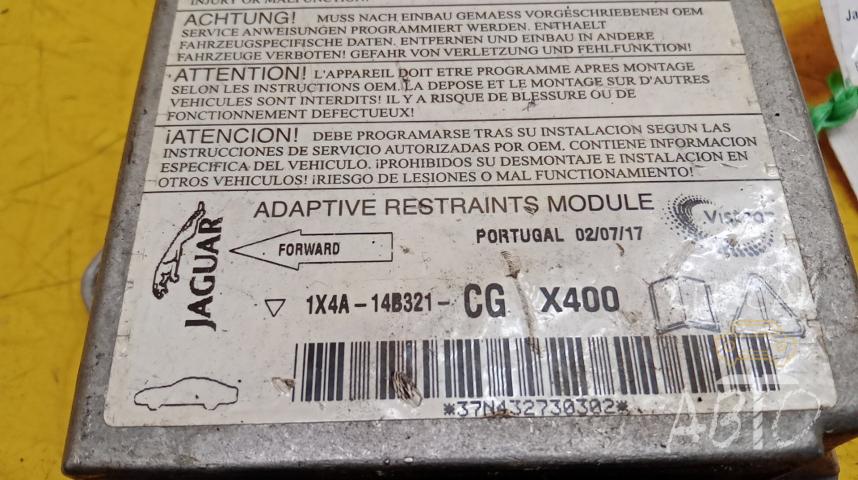 ACHTUNG! MUSS NACH EINBAU GEMAESS VORGESCHRIEBENEN OEM
SERVICE ANWEISUNGEN PROGRAMMIERT WERDEN. ENTHAELT
FAHRZEUGSPEZIFISCHE DATEN. ENTFERNEN UND EINBAU IN ANDERE
FAHRZEUGE VERBOTEN! GEFAHR VON VERLETZUNG UND FEHLFUNKTION!
ATTENTION! L'APPAREIL DOIT ETRE PROGRAMME APRES MONTAGE
SELON LES INSTRUCTIONS OEM. LA DEPOSE ET LE MONTAGE SUR D'AUTRES
VEHICULES SONT INTERDITS! IL Y A RISQUE DE BLESSURE OU DE
FONCTIONNEMENT DEFECTUEUX!
¡ATENCION! DEBE PROGRAMARSE TRAS SU INSTALACION SEGUN LAS
INSTRUCCIONES DE SERVICIO AUTORIZADAS POR OEM. CONTIENE INFORMACION
ESPECIFICA DEL VEHICULO. ¡PROHIBIDOS SU DESMONTAJE E INSTALACION EN
OTROS VEHICULOS! ¡RIESGO DE LESIONES O MAL FUNCIONAMIENTO!
ADAPTIVE RESTRAINTS MODULE
JAGUAR
FORWARD
PORTUGAL 02/07/17
Visteon
1X4A-14B321-CG X400
*37N432730302*
АВТО